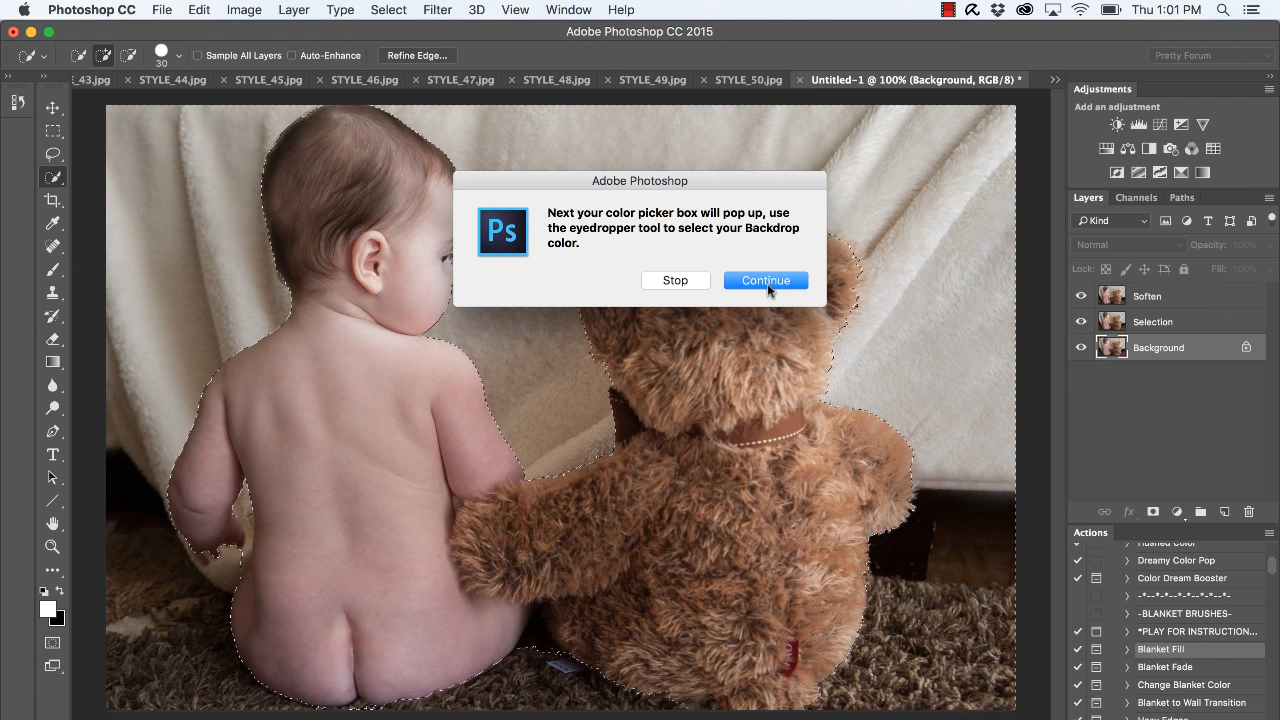 Photoshop CC File Edit Image Layer Type Select Filter 3D View Window Help Thu 1:01 PM
Adobe Photoshop CC 2015
30 Sample All Layers Auto-Enhance Refine Edge... Pretty Forum
_43.jpg STYLE_44.jpg STYLE_45.jpg STYLE_46.jpg STYLE_47.jpg STYLE_48.jpg STYLE_49.jpg STYLE_50.jpg Untitled-1 @ 100% (Background, RGB/8) *
Adjustments
Add an adjustment
Adobe Photoshop
Ps
Next your color picker box will pop up, use
the eyedropper tool to select your Backdrop
color.
Stop Continue
Layers Channels Paths
Kind
Normal Opacity: 100%
Lock: Fill: 100%
Soften
Selection
Background
fx
Actions
Dreamy Color Pop
Color Dream Booster
-*--*-*--*-*--*-*--*-
-BLANKET BRUSHES-
*PLAY FOR INSTRUCTION...
Blanket Fill
Blanket Fade
Change Blanket Color
Blanket to Wall Transition